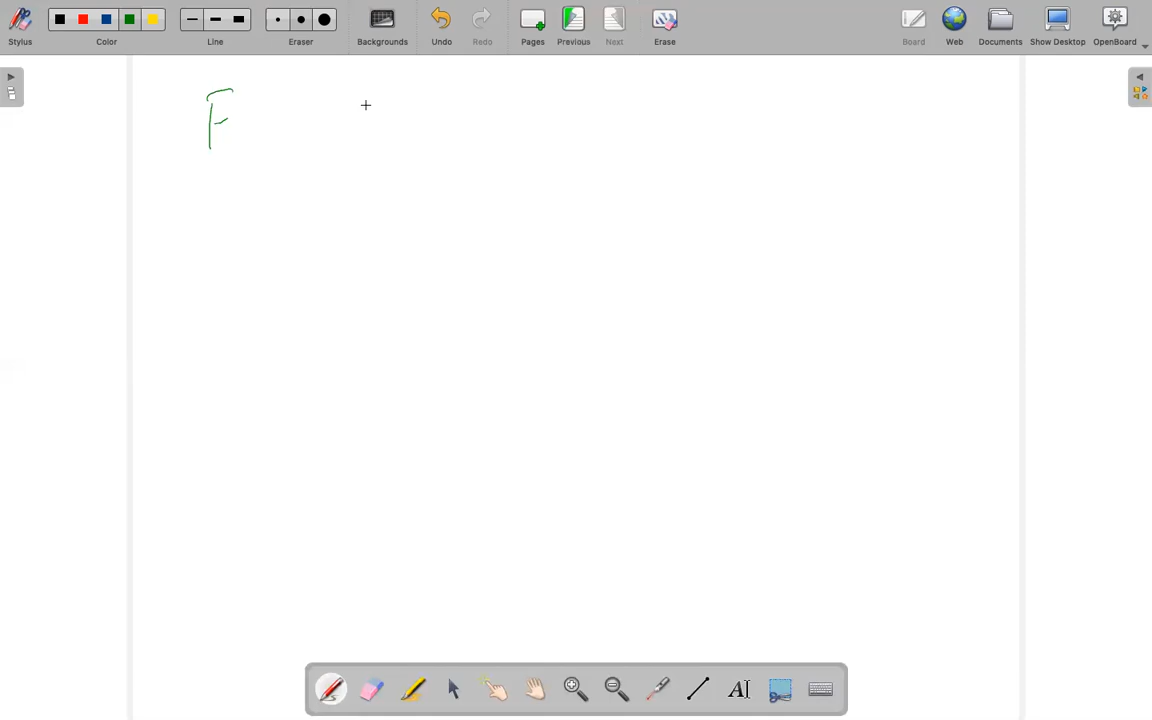 Stylus Color Line Eraser Backgrounds Undo Redo Pages Previous Next Erase Board Web Documents Show Desktop OpenBoard
F
A